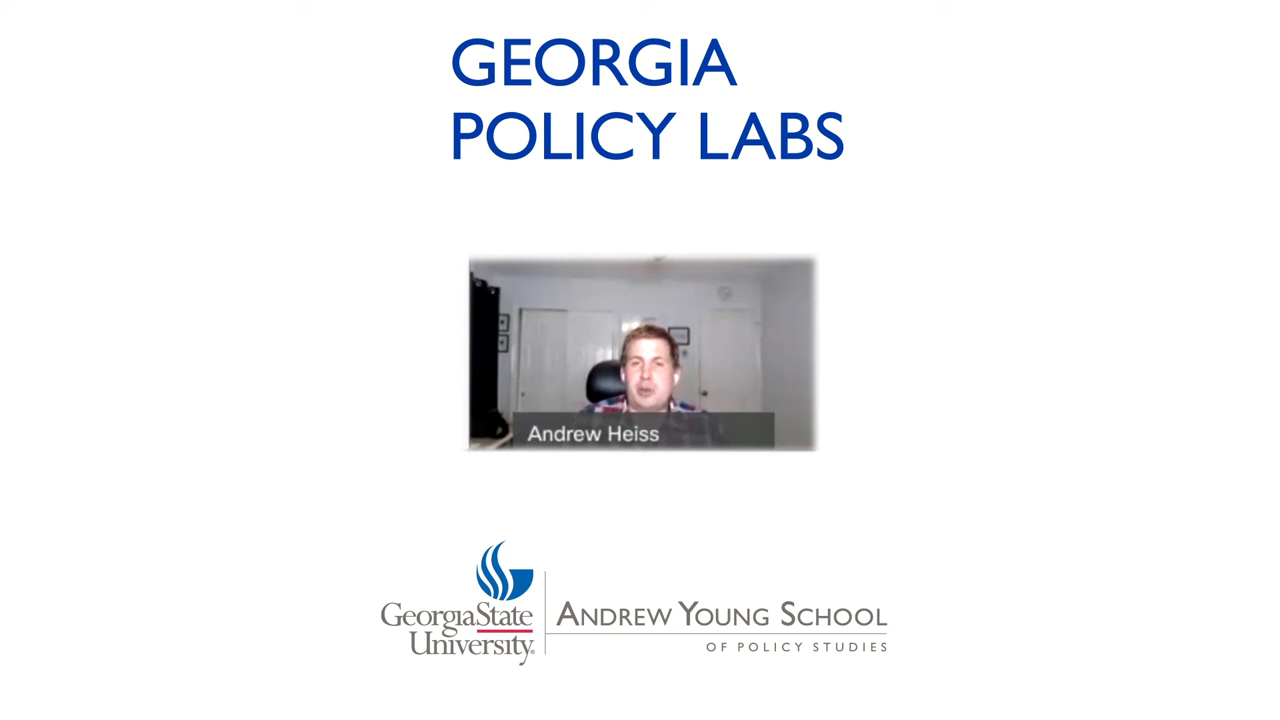 GEORGIA
POLICY LABS
Andrew Heiss
GeorgiaState
University®
ANDREW YOUNG SCHOOL
OF POLICY STUDIES